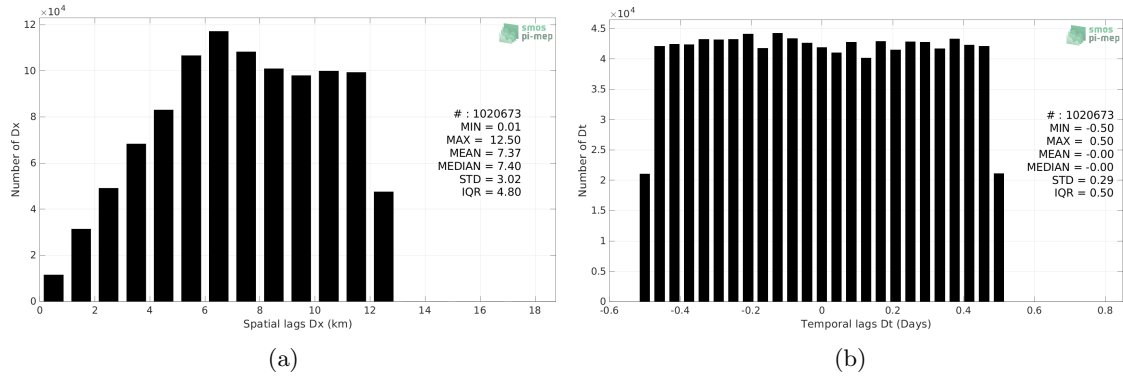 ×10⁴
12
10
8
6
4
2
0
0 2 4 6 8 10 12 14 16 18
Number of Dx
Spatial lags Dx (km)
smos
pi-mep
# : 1020673
MIN = 0.01
MAX = 12.50
MEAN = 7.37
MEDIAN = 7.40
STD = 3.02
IQR = 4.80
(a)
×10⁴
4.5
4
3.5
3
2.5
2
1.5
1
0.5
0
-0.6 -0.4 -0.2 0 0.2 0.4 0.6 0.8
Number of Dt
Temporal lags Dt (Days)
smos
pi-mep
# : 1020673
MIN = -0.50
MAX = 0.50
MEAN = -0.00
MEDIAN = -0.00
STD = 0.29
IQR = 0.50
(b)